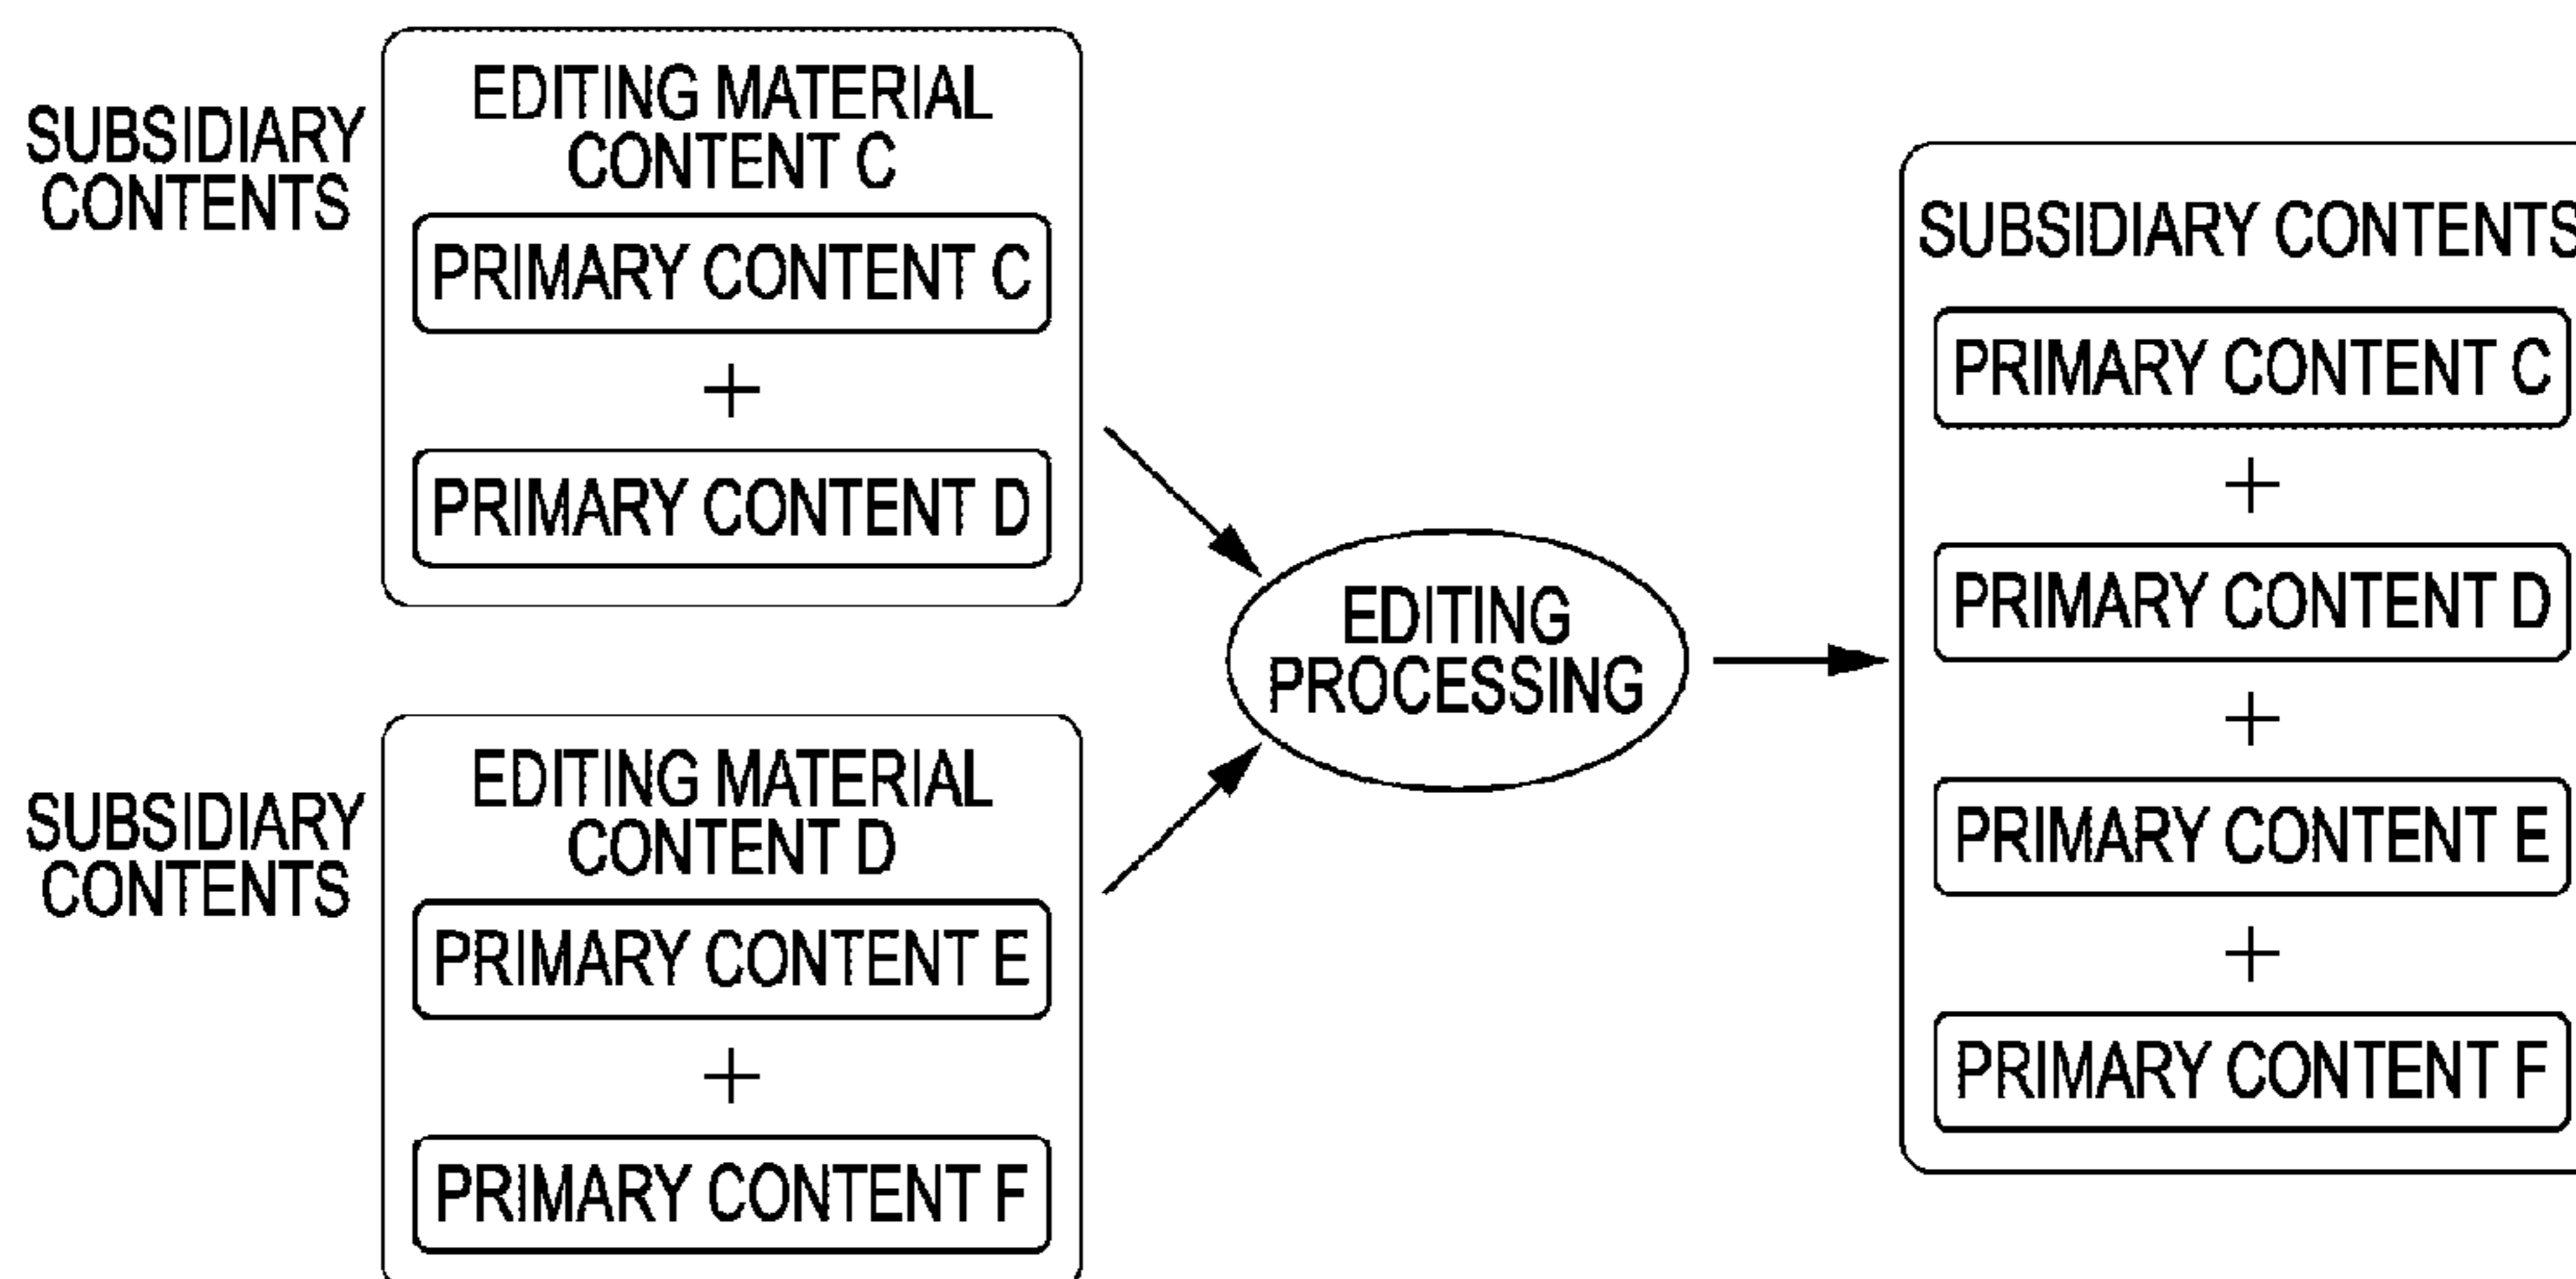 SUBSIDIARY
CONTENTS
EDITING MATERIAL
CONTENT C
PRIMARY CONTENT C
+
PRIMARY CONTENT D
SUBSIDIARY
CONTENTS
EDITING MATERIAL
CONTENT D
PRIMARY CONTENT E
+
PRIMARY CONTENT F
EDITING
PROCESSING
SUBSIDIARY CONTENTS
PRIMARY CONTENT C
+
PRIMARY CONTENT D
+
PRIMARY CONTENT E
+
PRIMARY CONTENT F